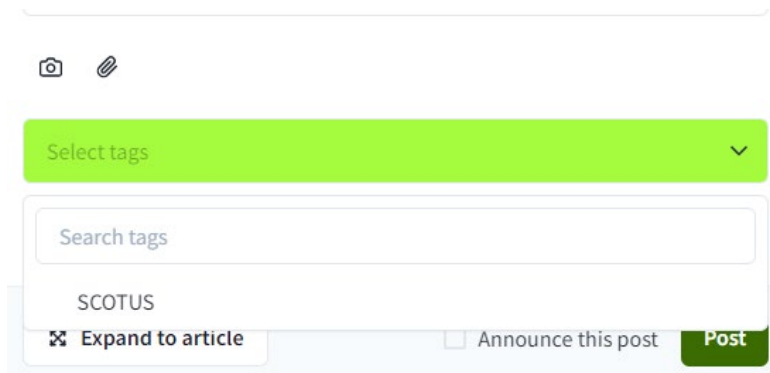 Select tags
Search tags
SCOTUS
Expand to article
Announce this post
Post